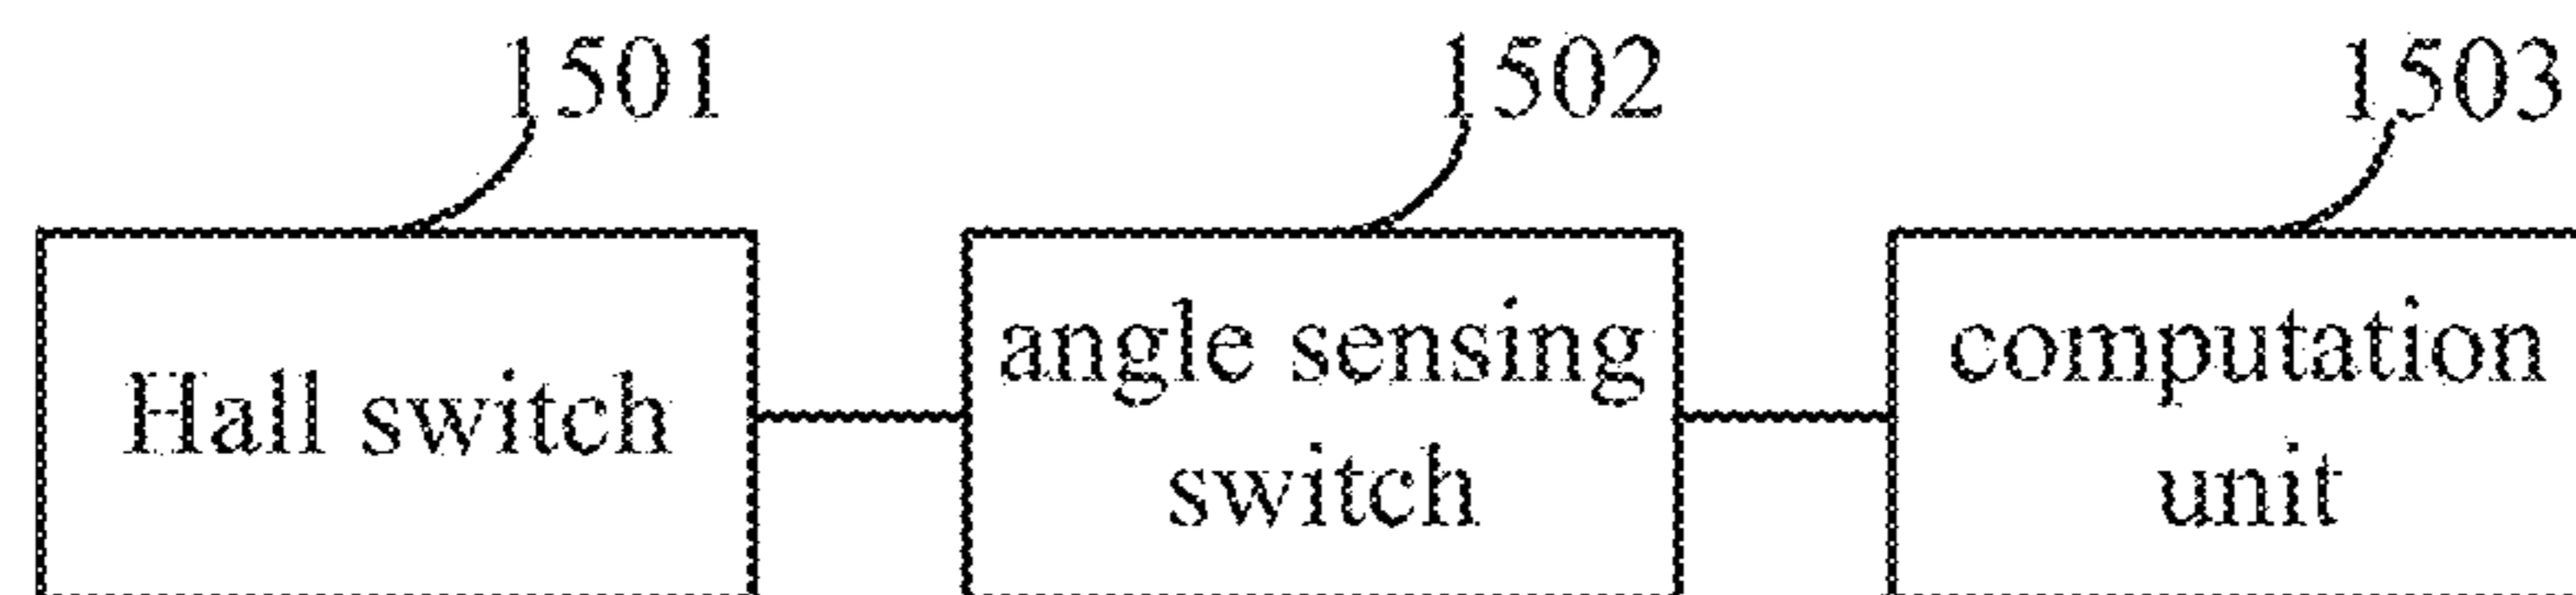 1501
1502
1503
Hall switch
angle sensing
switch
computation
unit